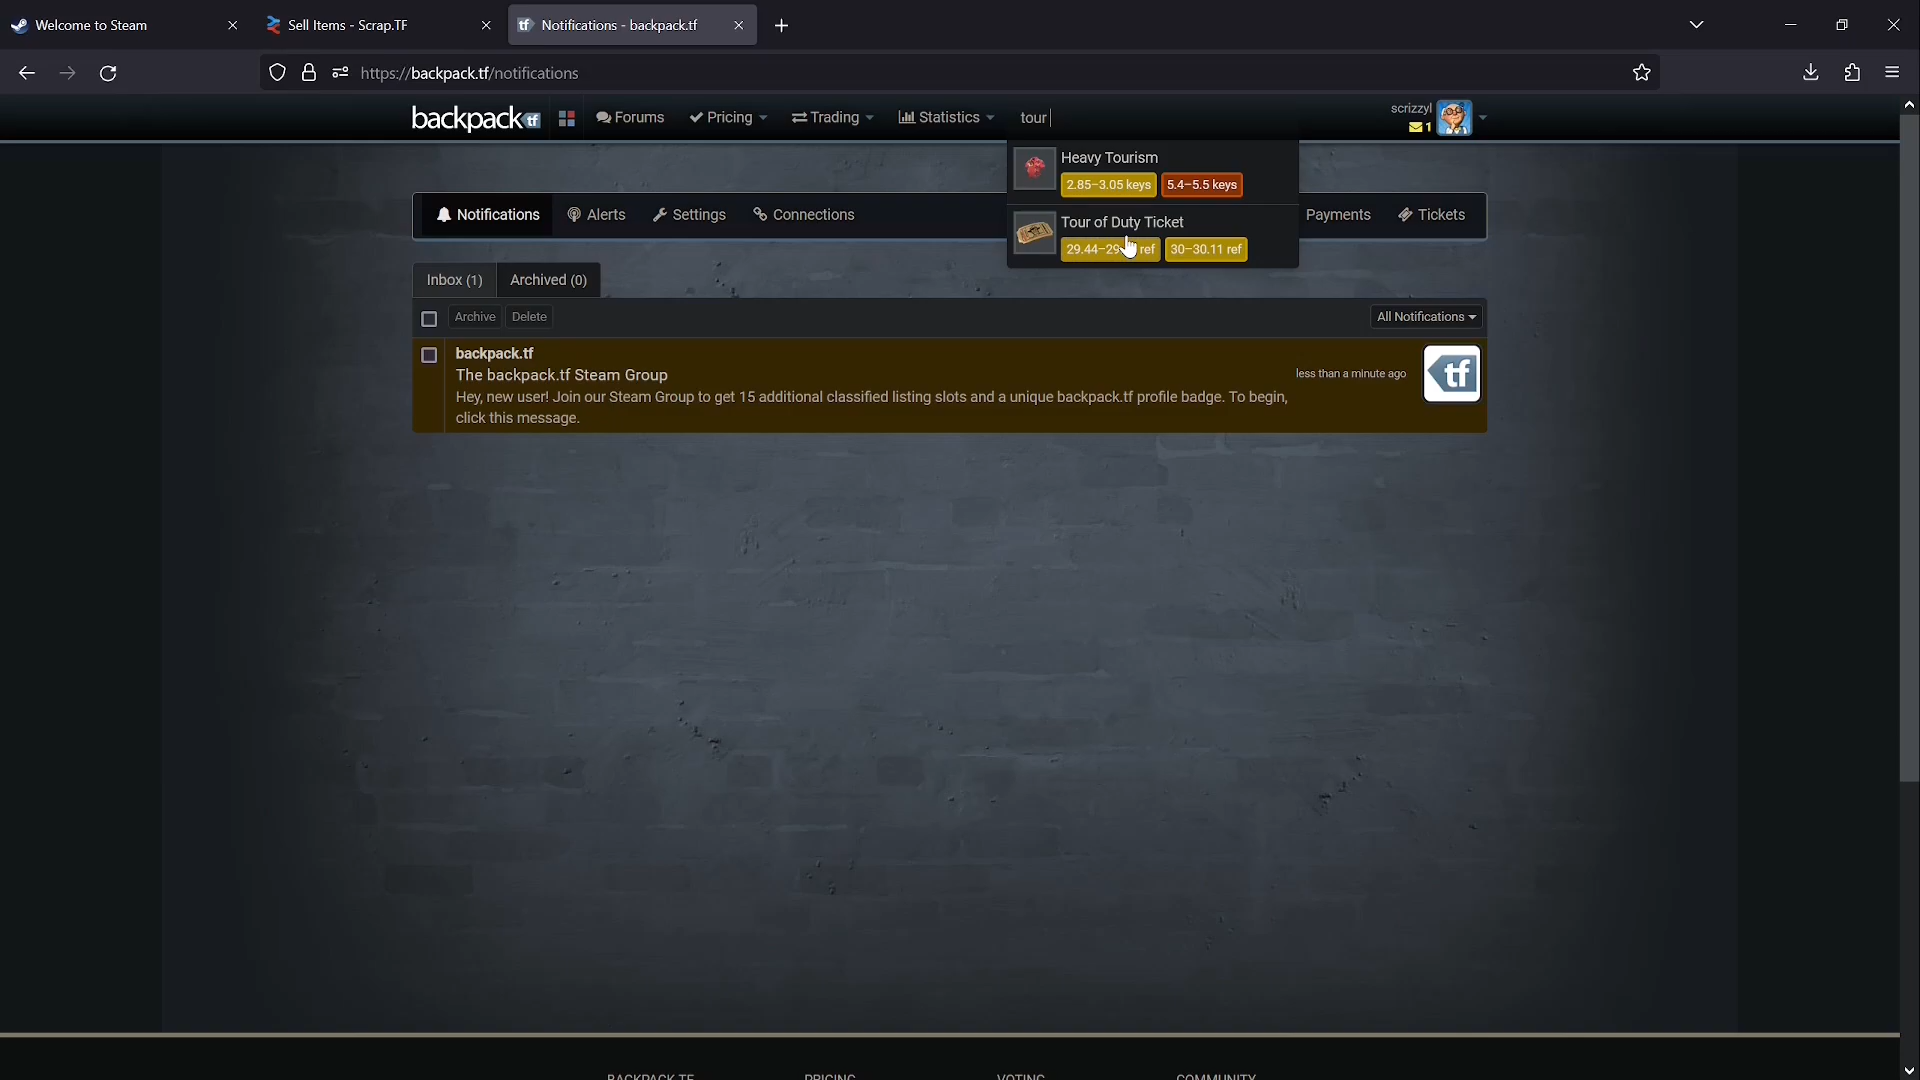 Welcome to Steam
Sell Items - Scrap.TF
Notifications - backpack.tf
https://backpack.tf/notifications
backpack tf
Forums
Pricing
Trading
Statistics
tour
scrizzyl
1
Heavy Tourism
2.85–3.05 keys
5.4–5.5 keys
Tour of Duty Ticket
ref
30–30.11 ref
Notifications
Alerts
Settings
Connections
Payments
Tickets
Inbox (1)
Archived (0)
Archive
Delete
All Notifications
backpack.tf
The backpack.tf Steam Group
Hey, new user! Join our Steam Group to get 15 additional classified listing slots and a unique backpack.tf profile badge. To begin,
click this message.
less than a minute ago
tf
BACKPACK.TF
PRICING
VOTING
COMMUNITY